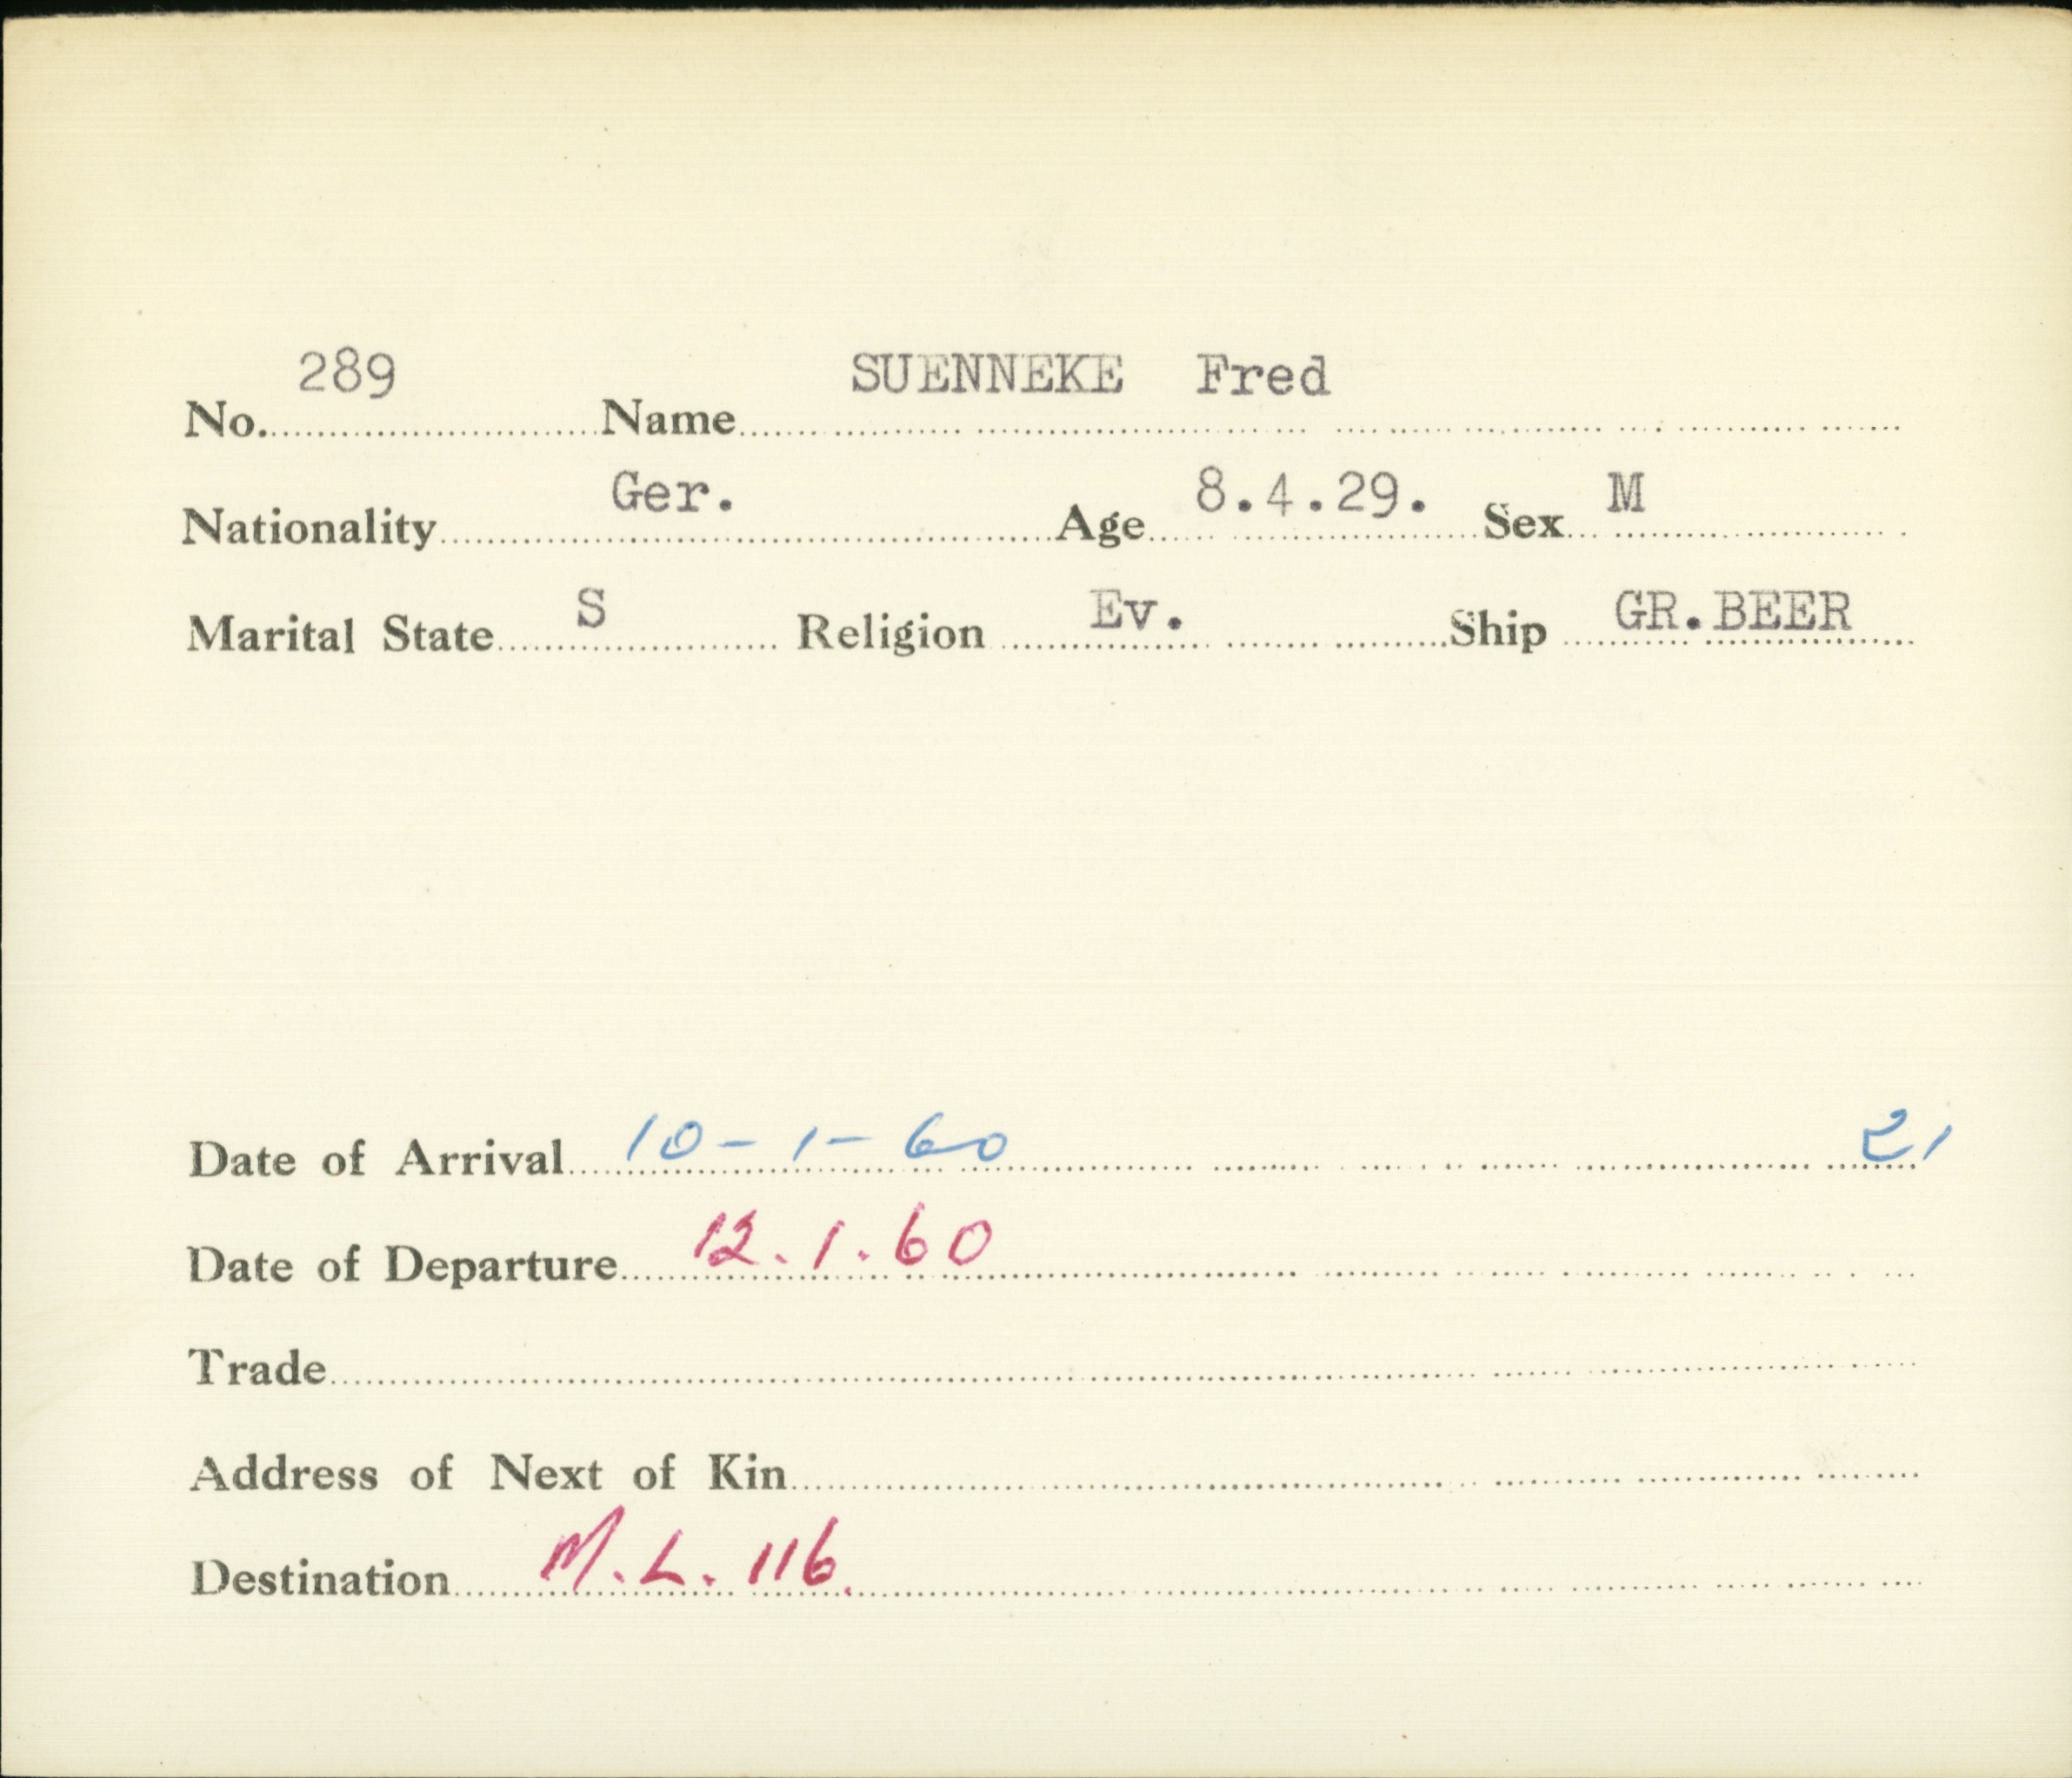 No. 289 Name SUENNEKE Fred
Nationality Ger. Age 8.4.29. Sex M
Marital State S Religion Ev. Ship GR.BEER
Date of Arrival 10-1-60 21
Date of Departure 12.1.60
Trade
Address of Next of Kin
Destination M.L. 116.